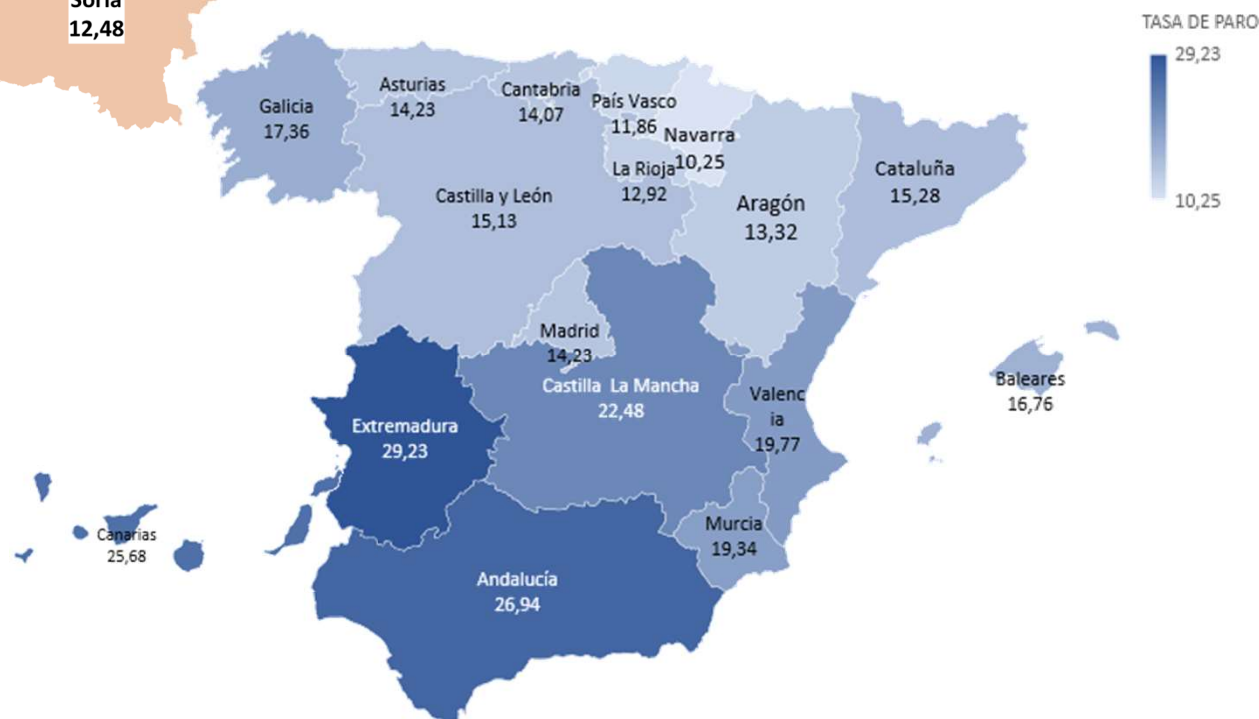 Soria
12,48
TASA DE PARO
29,23
10,25
Galicia
17,36
Asturias
14,23
Cantabria
14,07
País Vasco
11,86
Navarra
10,25
La Rioja
12,92
Castilla y León
15,13
Aragón
13,32
Cataluña
15,28
Madrid
14,23
Castilla La Mancha
22,48
Valenc
ia
19,77
Baleares
16,76
Extremadura
29,23
Canarias
25,68
Murcia
19,34
Andalucía
26,94